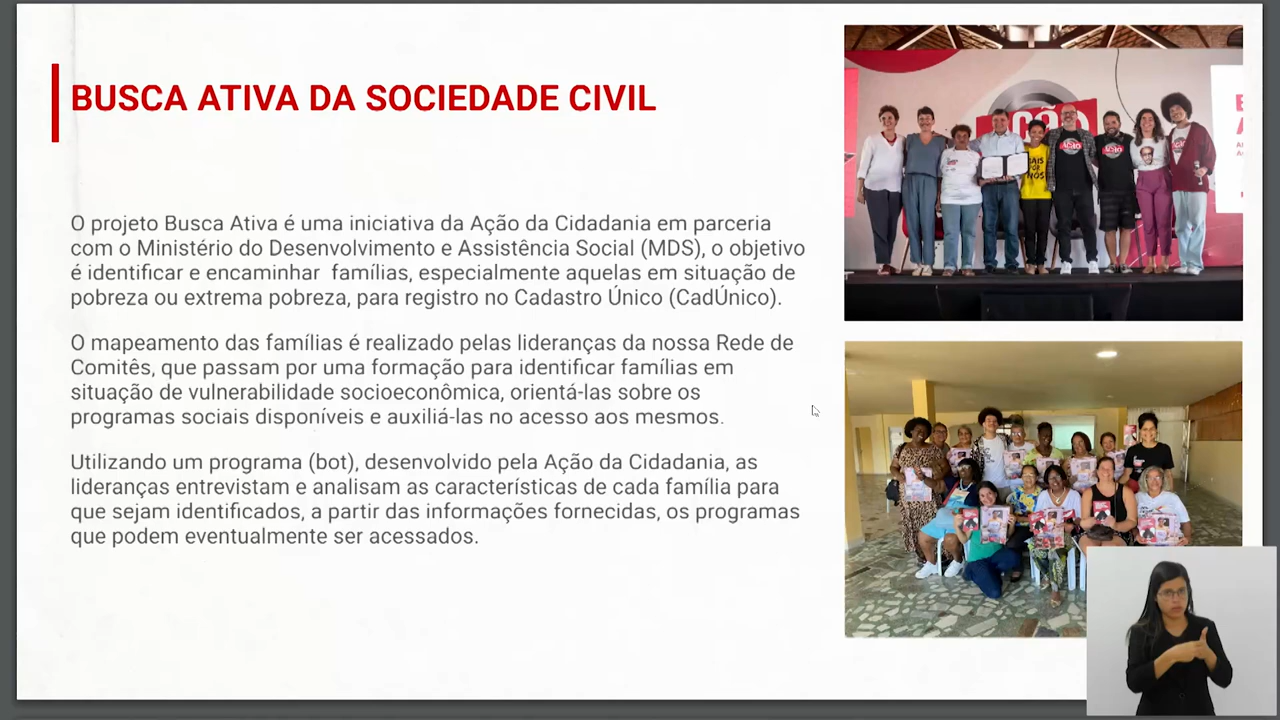 BUSCA ATIVA DA SOCIEDADE CIVIL
O projeto Busca Ativa é uma iniciativa da Ação da Cidadania em parceria
com o Ministério do Desenvolvimento e Assistência Social (MDS), o objetivo
é identificar e encaminhar famílias, especialmente aquelas em situação de
pobreza ou extrema pobreza, para registro no Cadastro Único (CadÚnico).
O mapeamento das famílias é realizado pelas lideranças da nossa Rede de
Comitês, que passam por uma formação para identificar famílias em
situação de vulnerabilidade socioeconômica, orientá-las sobre os
programas sociais disponíveis e auxiliá-las no acesso aos mesmos.
Utilizando um programa (bot), desenvolvido pela Ação da Cidadania, as
lideranças entrevistam e analisam as características de cada família para
que sejam identificados, a partir das informações fornecidas, os programas
que podem eventualmente ser acessados.
AÇÃO